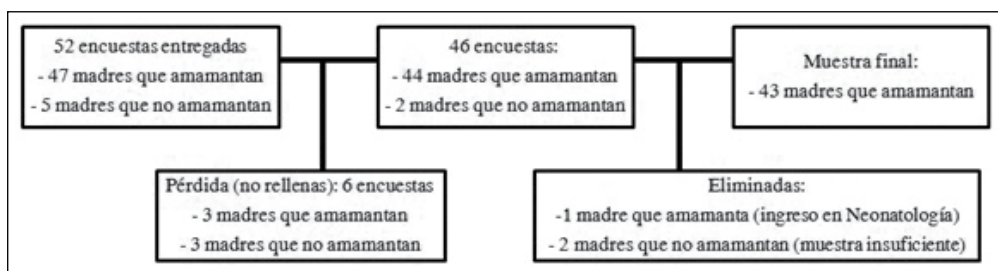 52 encuestas entregadas
- 47 madres que amamantan
- 5 madres que no amamantan
46 encuestas:
- 44 madres que amamantan
- 2 madres que no amamantan
Muestra final:
- 43 madres que amamantan
Pérdida (no rellenas): 6 encuestas
- 3 madres que amamantan
- 3 madres que no amamantan
Eliminadas:
-1 madre que amamanta (ingreso en Neonatología)
- 2 madres que no amamantan (muestra insuficiente)